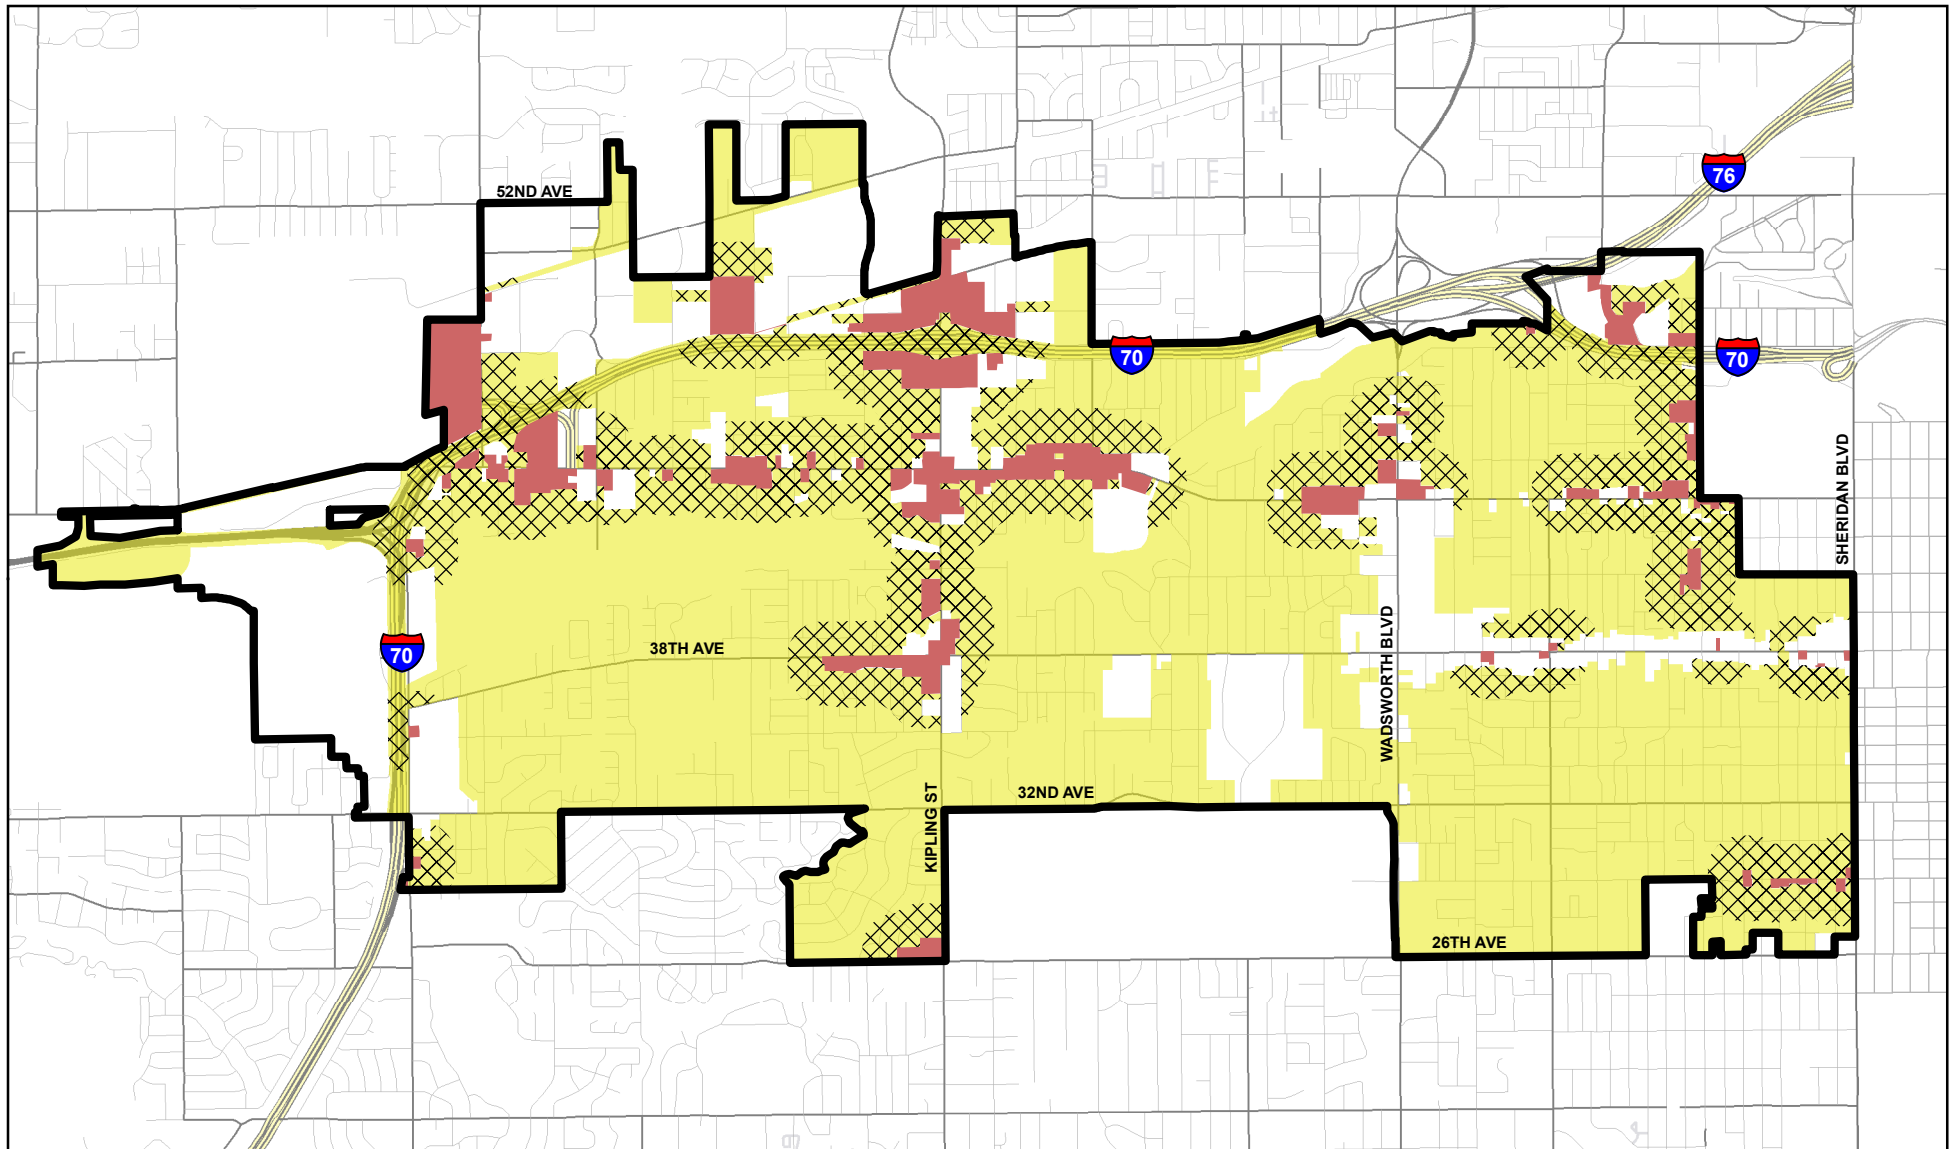 76
52ND AVE
70
70
SHERIDAN BLVD
WADSWORTH BLVD
38TH AVE
70
32ND AVE
KIPLING ST
26TH AVE